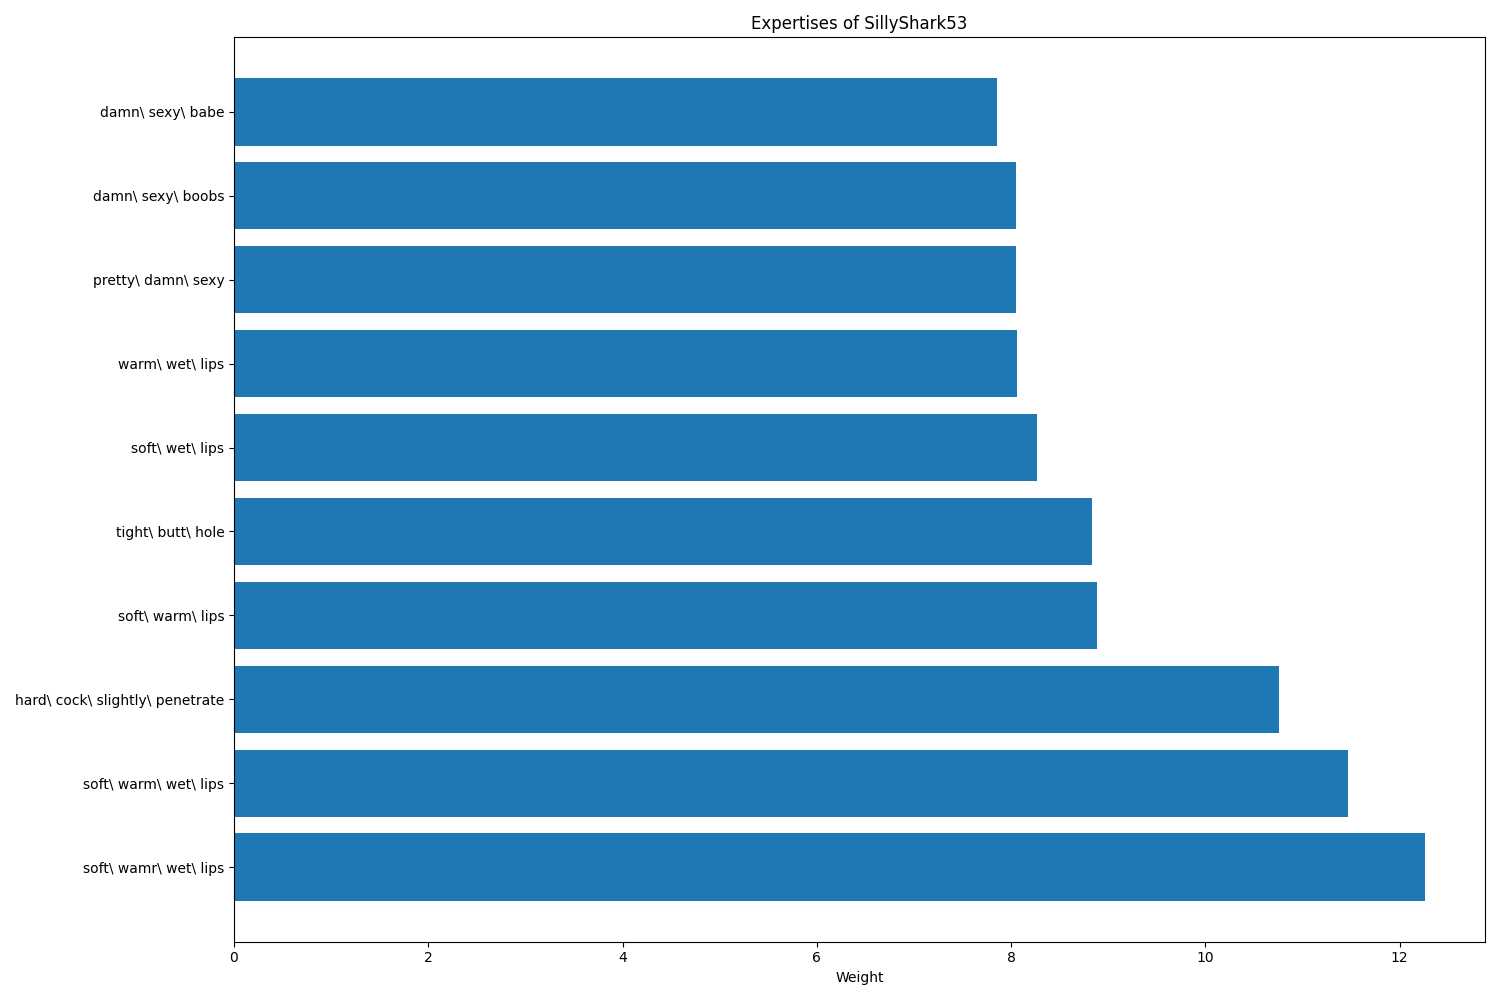 Expertises of SillyShark53
damn\ sexy\ babe
damn\ sexy\ boobs
pretty\ damn\ sexy
warm\ wet\ lips
soft\ wet\ lips
tight\ butt\ hole
soft\ warm\ lips
hard\ cock\ slightly\ penetrate
soft\ warm\ wet\ lips
soft\ wamr\ wet\ lips
0 2 4 6 8 10 12
Weight